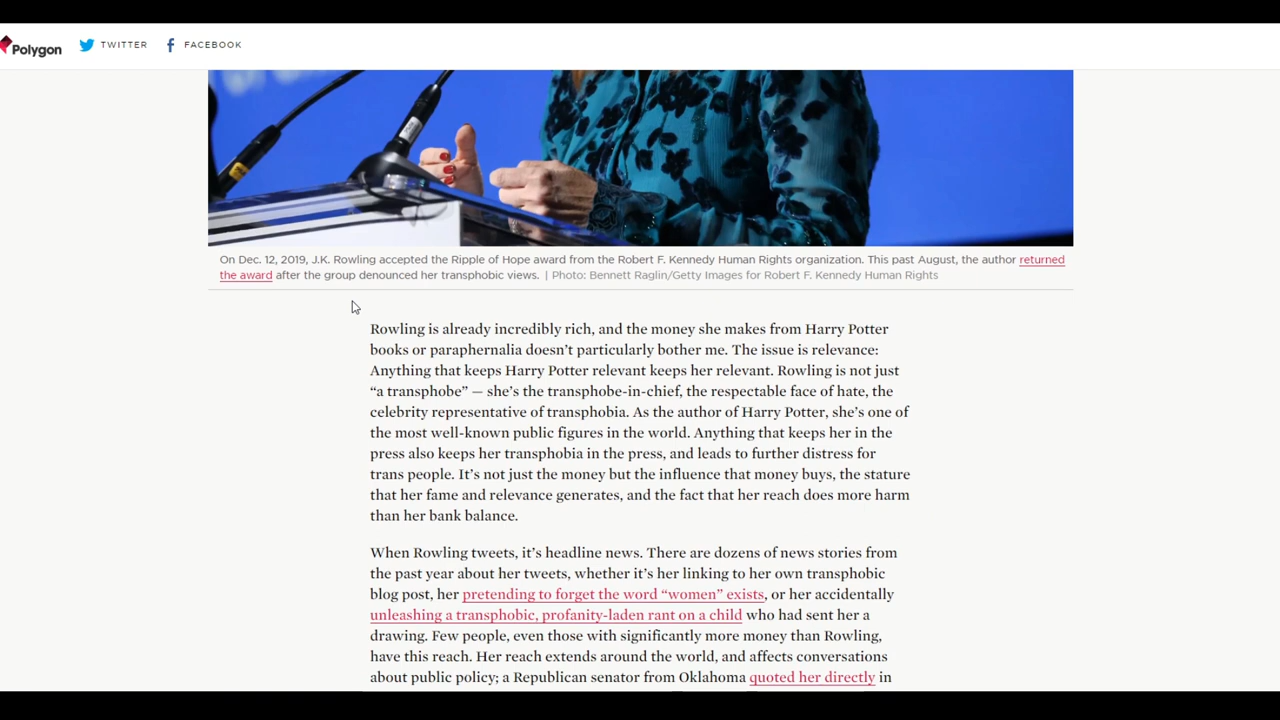 Polygon TWITTER FACEBOOK
On Dec. 12, 2019, J.K. Rowling accepted the Ripple of Hope award from the Robert F. Kennedy Human Rights organization. This past August, the author returned
the award after the group denounced her transphobic views. | Photo: Bennett Raglin/Getty Images for Robert F. Kennedy Human Rights
Rowling is already incredibly rich, and the money she makes from Harry Potter
books or paraphernalia doesn’t particularly bother me. The issue is relevance:
Anything that keeps Harry Potter relevant keeps her relevant. Rowling is not just
“a transphobe” — she’s the transphobe-in-chief, the respectable face of hate, the
celebrity representative of transphobia. As the author of Harry Potter, she’s one of
the most well-known public figures in the world. Anything that keeps her in the
press also keeps her transphobia in the press, and leads to further distress for
trans people. It’s not just the money but the influence that money buys, the stature
that her fame and relevance generates, and the fact that her reach does more harm
than her bank balance.
When Rowling tweets, it’s headline news. There are dozens of news stories from
the past year about her tweets, whether it’s her linking to her own transphobic
blog post, her pretending to forget the word “women” exists, or her accidentally
unleashing a transphobic, profanity-laden rant on a child who had sent her a
drawing. Few people, even those with significantly more money than Rowling,
have this reach. Her reach extends around the world, and affects conversations
about public policy; a Republican senator from Oklahoma quoted her directly in